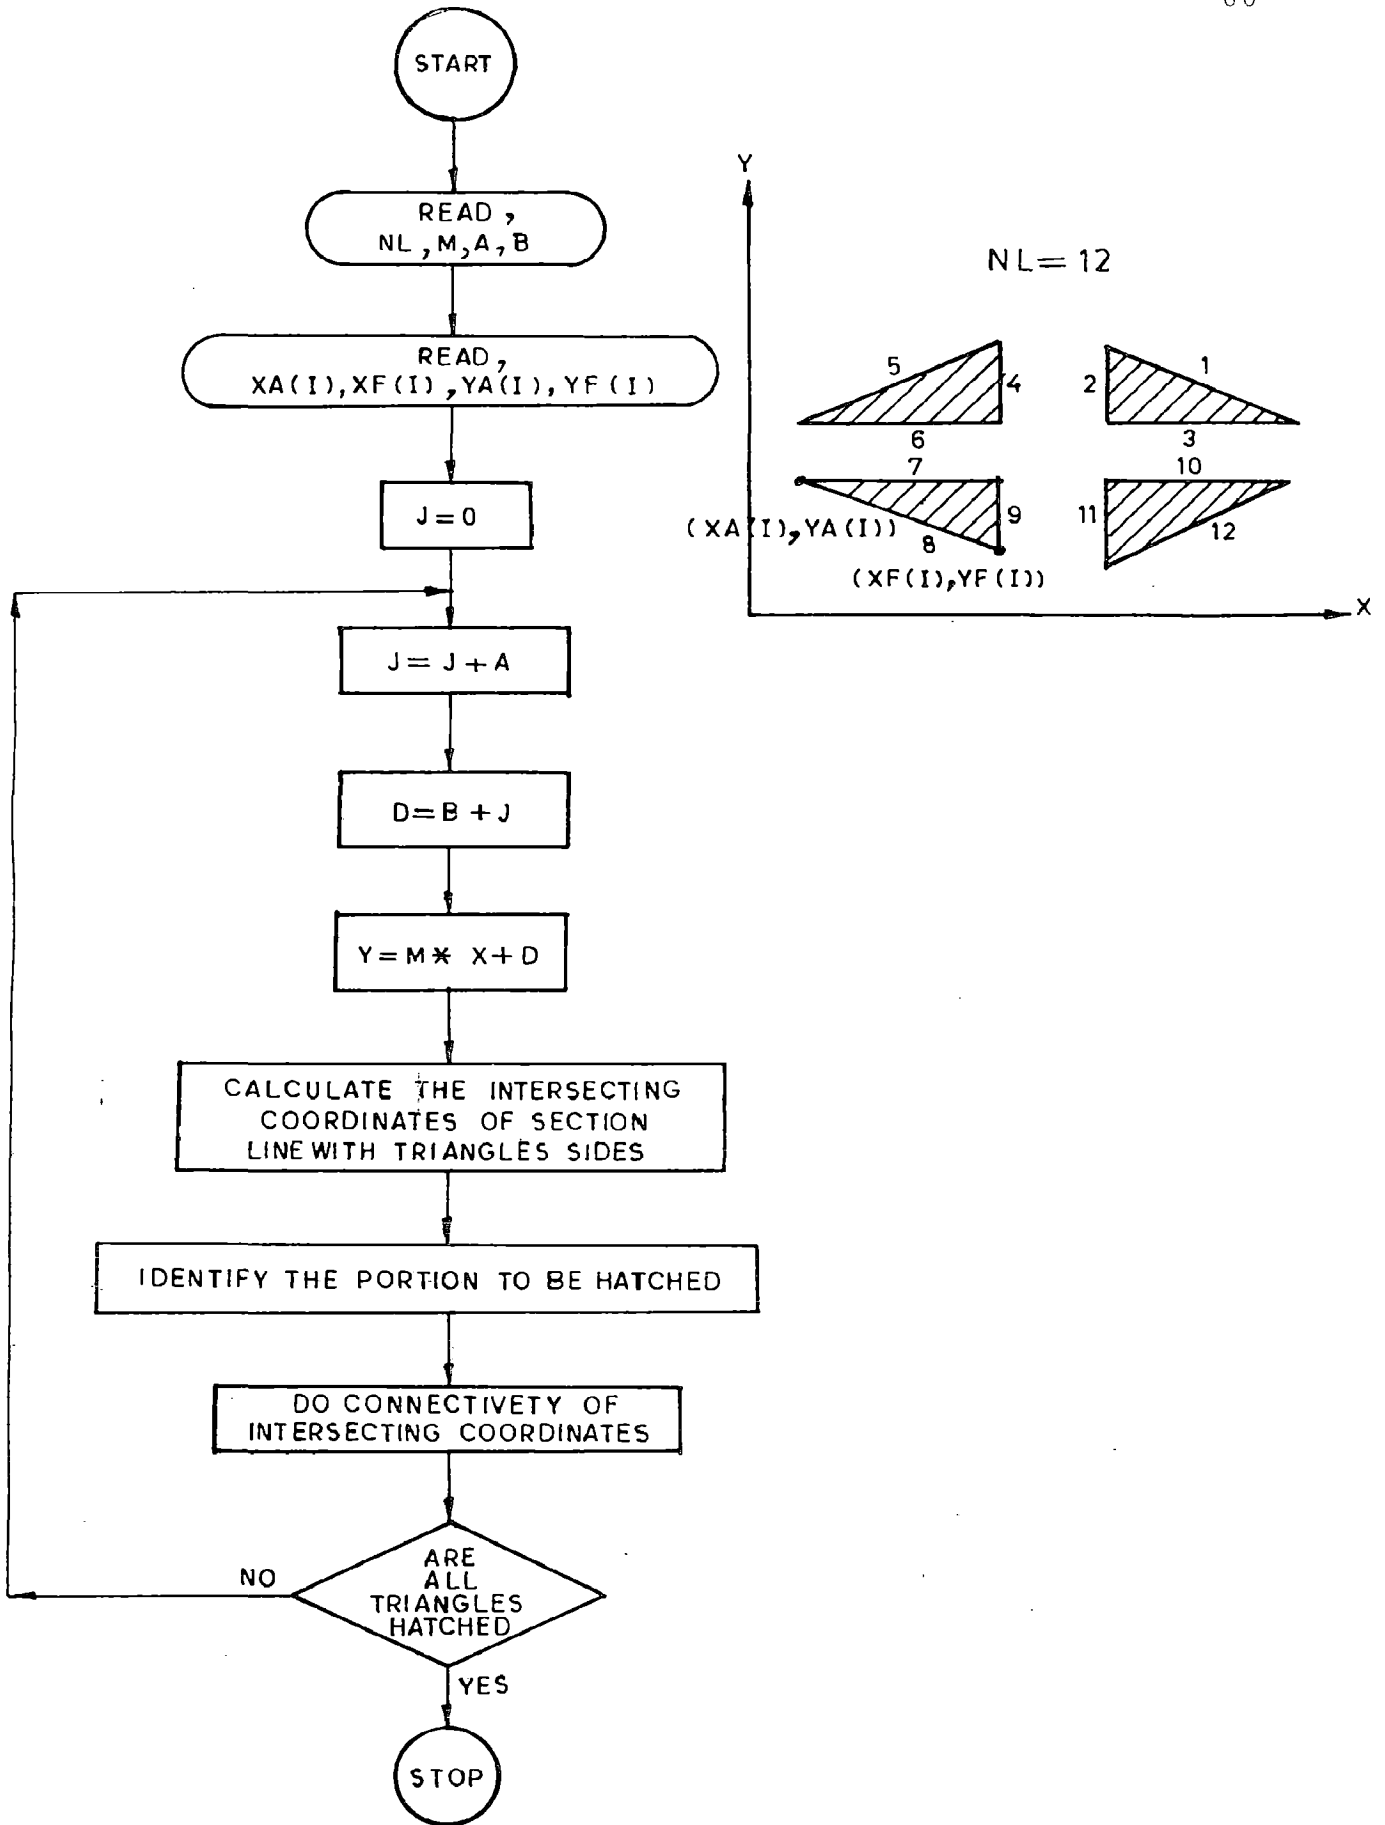 START
READ,
NL,M,A,B
READ,
XA(I),XF(I),YA(I),YF(I)
J=0
J=J+A
D=B+J
Y=M* X+D
CALCULATE THE INTERSECTING
COORDINATES OF SECTION
LINE WITH TRIANGLES SIDES
IDENTIFY THE PORTION TO BE HATCHED
DO CONNECTIVETY OF
INTERSECTING COORDINATES
ARE
ALL
TRIANGLES
HATCHED
NO
YES
STOP
Y
NL=12
5
4
2
1
6
3
7
10
(XA(I),YA(I))
8
9
11
12
(XF(I),YF(I))
X